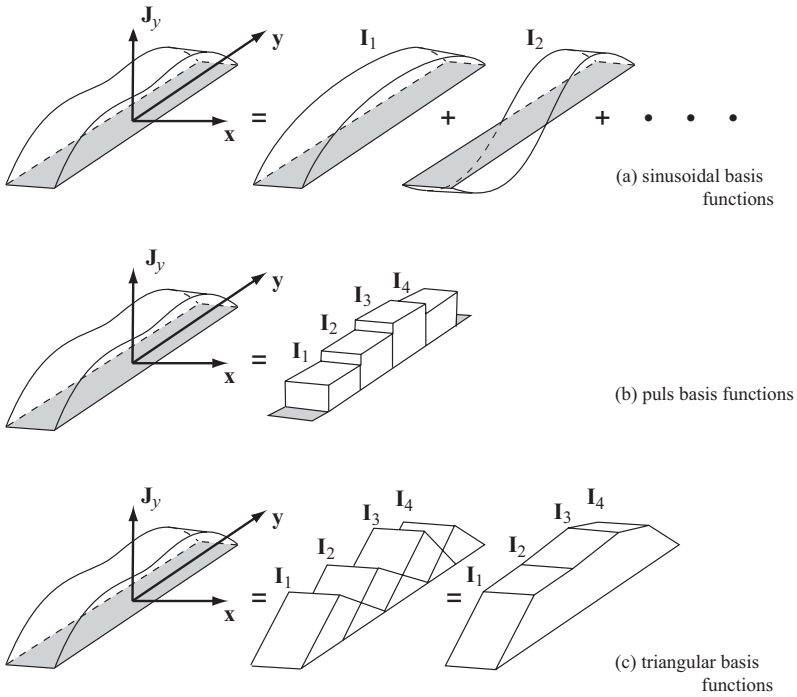 J_y
y
I_1
I_2
x
=
+
+
• • •
(a) sinusoidal basis
functions
J_y
y
I_4
I_3
I_2
I_1
x
=
(b) puls basis functions
J_y
y
I_4
I_3
I_2
I_1
I_4
I_3
I_2
I_1
x
=
=
(c) triangular basis
functions